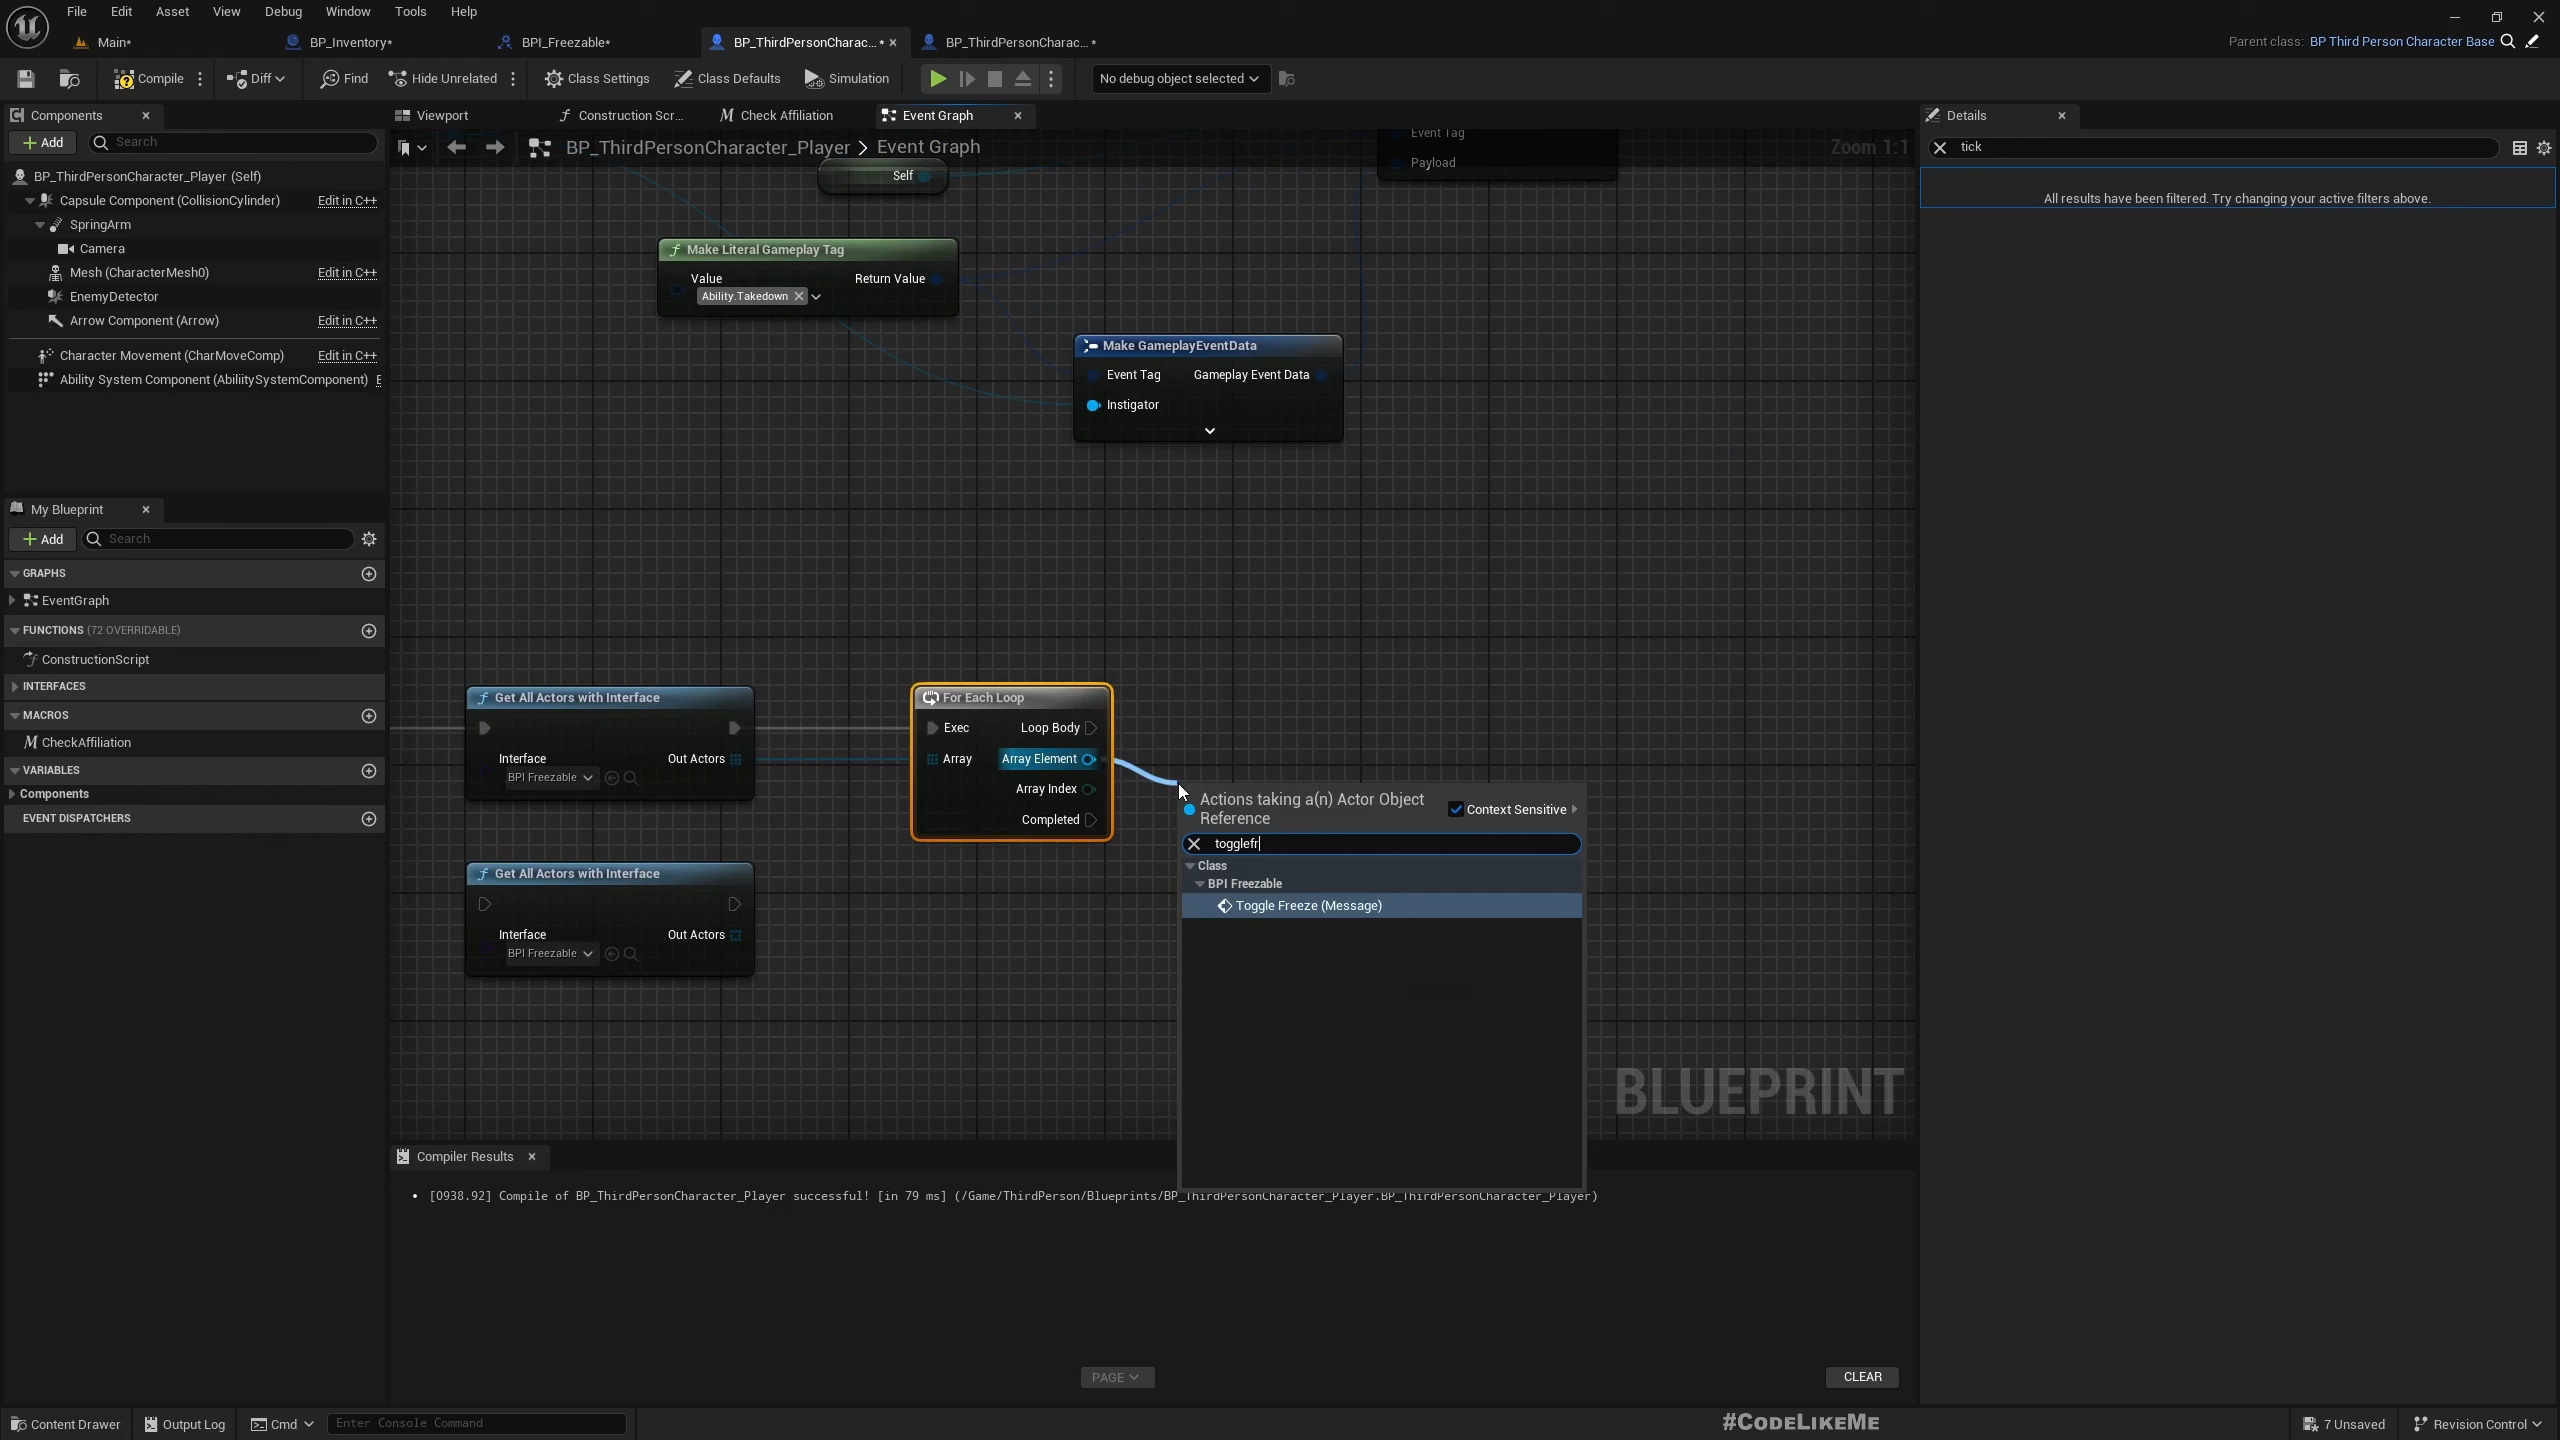 File Edit Asset View Debug Window Tools Help
Main*
BP_Inventory*
BPI_Freezable*
BP_ThirdPersonCharac... *
BP_ThirdPersonCharac... *
Parent class: BP Third Person Character Base
Compile
Diff
Find
Hide Unrelated
Class Settings
Class Defaults
Simulation
No debug object selected
Components
Add
Search
BP_ThirdPersonCharacter_Player (Self)
Capsule Component (CollisionCylinder) Edit in C++
SpringArm
Camera
Mesh (CharacterMesh0) Edit in C++
EnemyDetector
Arrow Component (Arrow) Edit in C++
Character Movement (CharMoveComp) Edit in C++
Ability System Component (AbiliitySystemComponent) E
My Blueprint
Add
Search
GRAPHS
EventGraph
FUNCTIONS (72 OVERRIDABLE)
ConstructionScript
INTERFACES
MACROS
CheckAffiliation
VARIABLES
Components
EVENT DISPATCHERS
Viewport
Construction Scr...
Check Affiliation
Event Graph
BP_ThirdPersonCharacter_Player > Event Graph
Zoom 1:1
Event Tag
Payload
Self
Make Literal Gameplay Tag
Value Return Value
Ability.Takedown
Make GameplayEventData
Event Tag Gameplay Event Data
Instigator
Get All Actors with Interface
Interface Out Actors
BPI Freezable
For Each Loop
Exec Loop Body
Array Array Element
Array Index
Completed
Get All Actors with Interface
Interface Out Actors
BPI Freezable
Actions taking a(n) Actor Object
Reference
Context Sensitive
togglefr
Class
BPI Freezable
Toggle Freeze (Message)
BLUEPRINT
Compiler Results
[0938.92] Compile of BP_ThirdPersonCharacter_Player successful! [in 79 ms] (/Game/ThirdPerson/Blueprints/BP_ThirdPersonCharacter_Player.BP_ThirdPersonCharacter_Player)
PAGE
CLEAR
Details
tick
All results have been filtered. Try changing your active filters above.
Content Drawer
Output Log
Cmd
Enter Console Command
#CODELIKEME
7 Unsaved
Revision Control